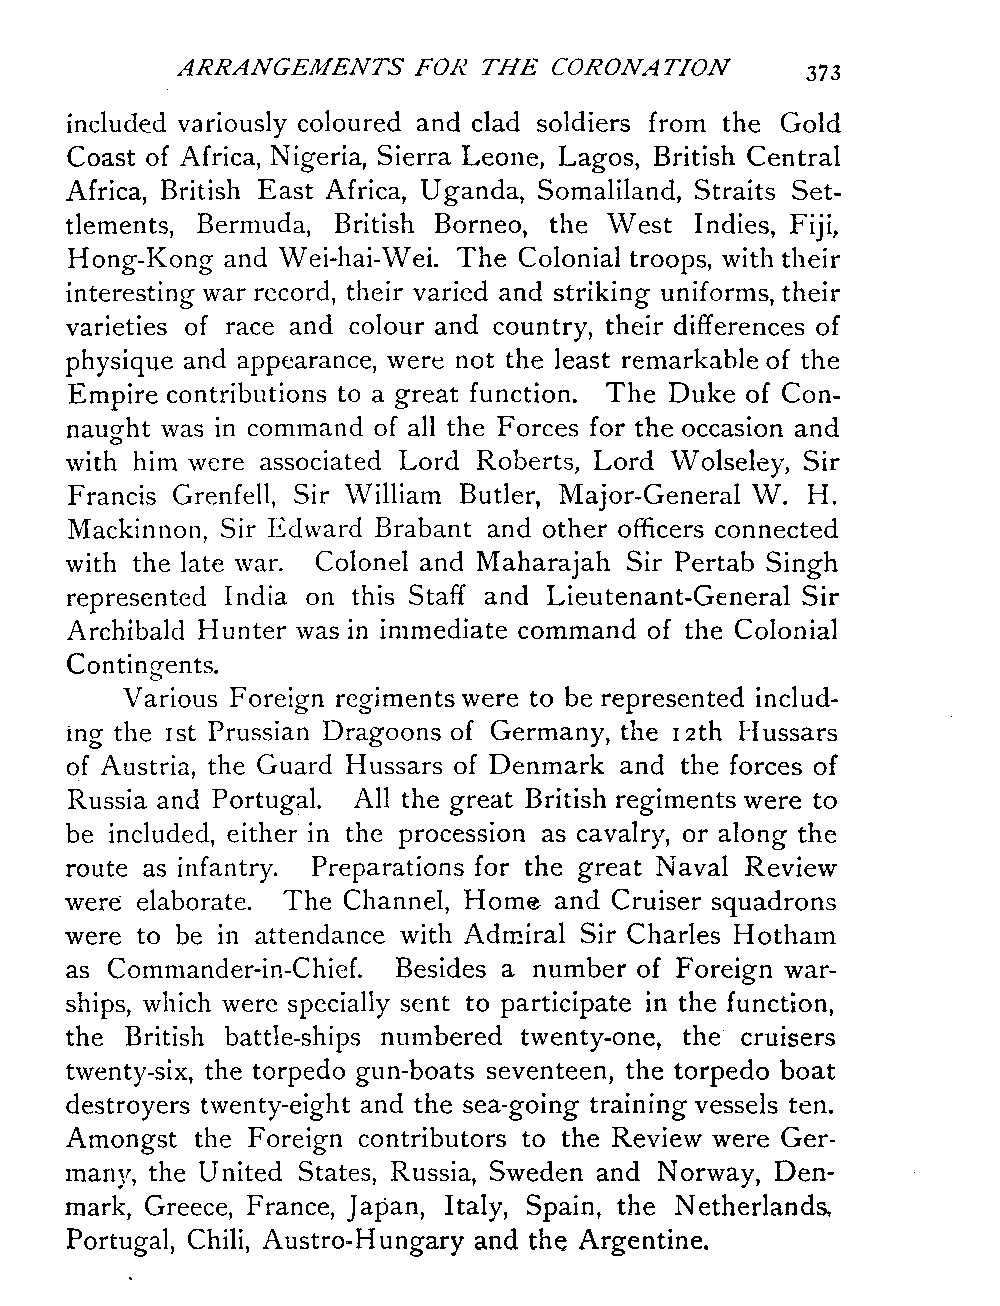 ARRANGEMENTS FOR THE CORONATION 373
included variously coloured and clad soldiers from the Gold
Coast of Africa, Nigeria, Sierra Leone, Lagos, British Central
Africa, British East Africa, Uganda, Somaliland, Straits Set-
tlements, Bermuda, British Borneo, the West Indies, Fiji,
Hong-Kong and Wei-hai-Wei. The Colonial troops, with their
interesting war record, their varied and striking uniforms, their
varieties of race and colour and country, their differences of
physique and appearance, were not the least remarkable of the
Empire contributions to a great function. The Duke of Con-
naught was in command of all the Forces for the occasion and
with him were associated Lord Roberts, Lord Wolseley, Sir
Francis Grenfell, Sir William Butler, Major-General W. H.
Mackinnon, Sir Edward Brabant and other officers connected
with the late war. Colonel and Maharajah Sir Pertab Singh
represented India on this Staff and Lieutenant-General Sir
Archibald Hunter was in immediate command of the Colonial
Contingents.
Various Foreign regiments were to be represented includ-
ing the 1st Prussian Dragoons of Germany, the 12th Hussars
of Austria, the Guard Hussars of Denmark and the forces of
Russia and Portugal. All the great British regiments were to
be included, either in the procession as cavalry, or along the
route as infantry. Preparations for the great Naval Review
were elaborate. The Channel, Home and Cruiser squadrons
were to be in attendance with Admiral Sir Charles Hotham
as Commander-in-Chief. Besides a number of Foreign war-
ships, which were specially sent to participate in the function,
the British battle-ships numbered twenty-one, the cruisers
twenty-six, the torpedo gun-boats seventeen, the torpedo boat
destroyers twenty-eight and the sea-going training vessels ten.
Amongst the Foreign contributors to the Review were Ger-
many, the United States, Russia, Sweden and Norway, Den-
mark, Greece, France, Japan, Italy, Spain, the Netherlands,
Portugal, Chili, Austro-Hungary and the Argentine.